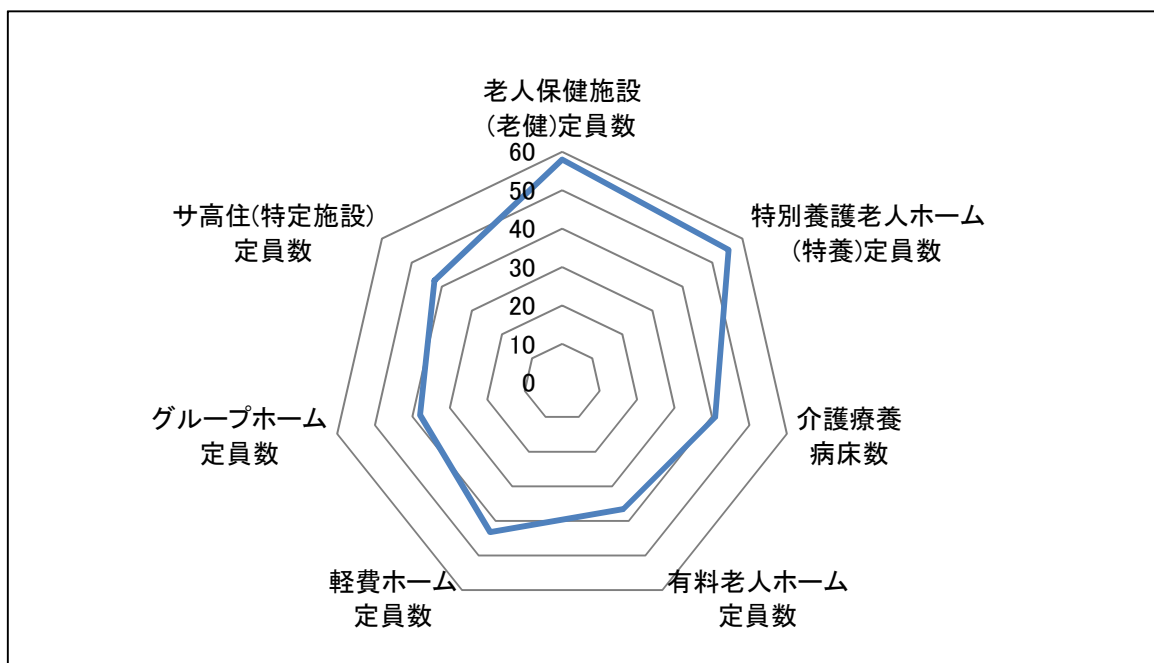 老人保健施設
(老健)定員数
60
50
40
30
20
10
0
特別養護老人ホーム
(特養)定員数
介護療養
病床数
有料老人ホーム
定員数
軽費ホーム
定員数
グループホーム
定員数
サ高住(特定施設)
定員数